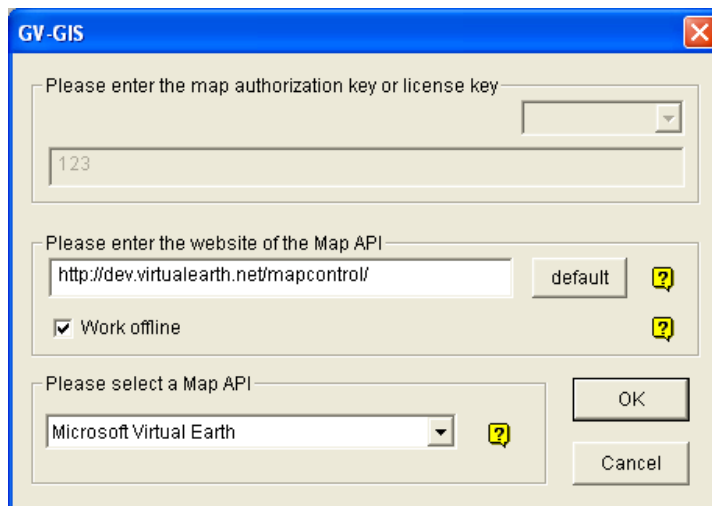 GV-GIS
Please enter the map authorization key or license key
123
Please enter the website of the Map API
http://dev.virtualearth.net/mapcontrol/
default
?
Work offline
?
Please select a Map API
Microsoft Virtual Earth
?
OK
Cancel